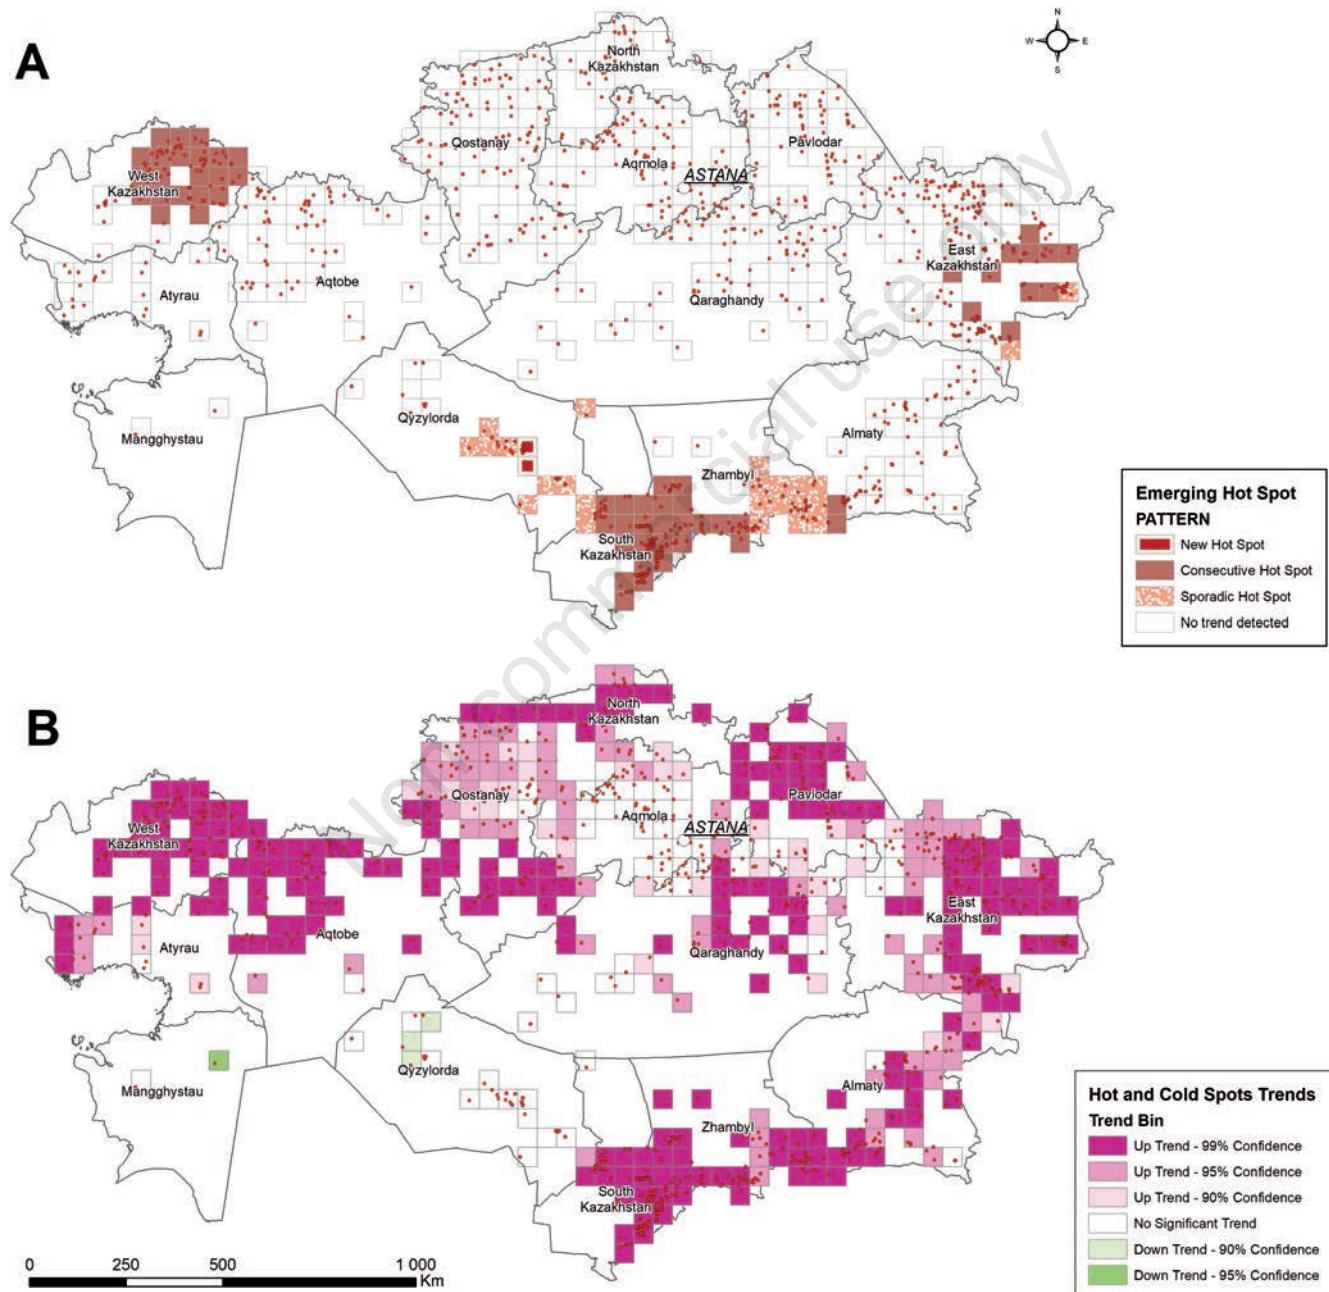 A
N
W
E
S
North
Kazakhstan
Qostanay
Aqmola
Pavlodar
ASTANA
West
Kazakhstan
East
Kazakhstan
Atyrau
Aqtobe
Qaraghandy
Qyzylorda
Mangghystau
Almaty
Zhambyl
South
Kazakhstan
Emerging Hot Spot
PATTERN
New Hot Spot
Consecutive Hot Spot
Sporadic Hot Spot
No trend detected
Non commercial use only
B
North
Kazakhstan
Qostanay
Pavlodar
Aqmola
ASTANA
West
Kazakhstan
East
Kazakhstan
Atyrau
Aqtobe
Qaraghandy
Qyzylorda
Mangghystau
Almaty
Zhambyl
South
Kazakhstan
Hot and Cold Spots Trends
Trend Bin
Up Trend - 99% Confidence
Up Trend - 95% Confidence
Up Trend - 90% Confidence
No Significant Trend
Down Trend - 90% Confidence
Down Trend - 95% Confidence
0 250 500 1 000
Km